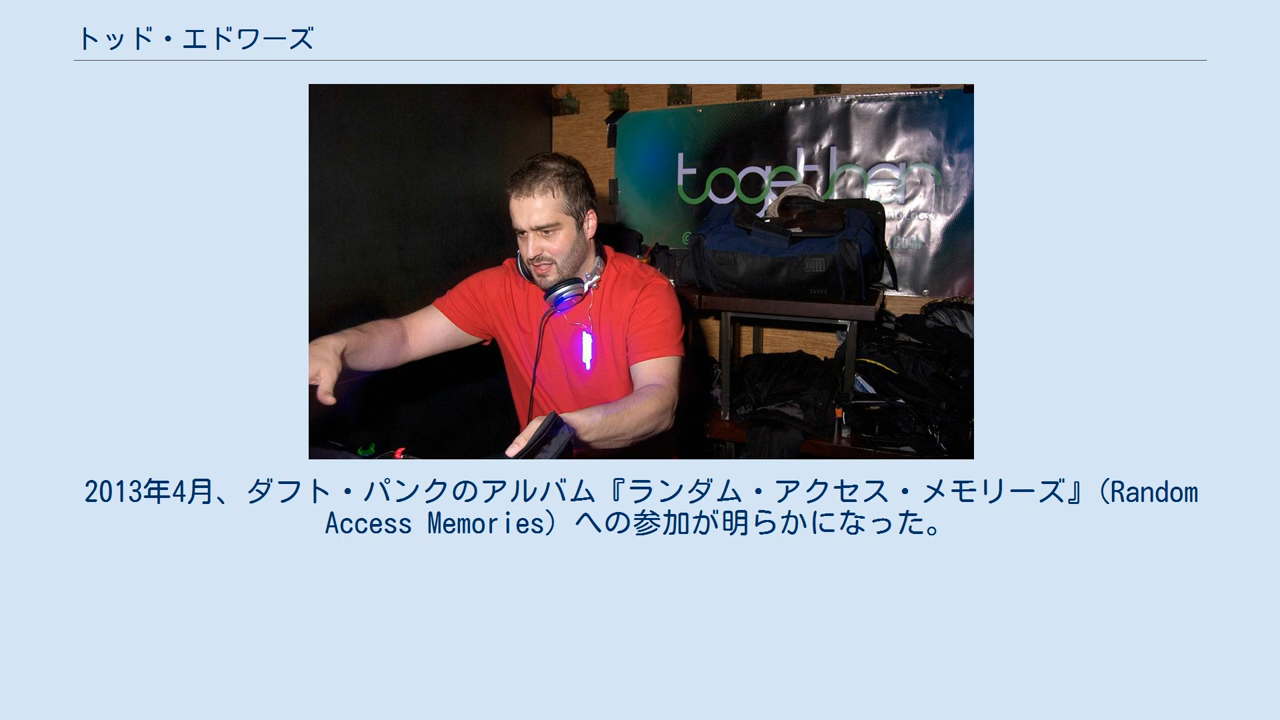 トッド・エドワーズ
together
2013年4月、ダフト・パンクのアルバム『ランダム・アクセス・メモリーズ』(Random
Access Memories) への参加が明らかになった。